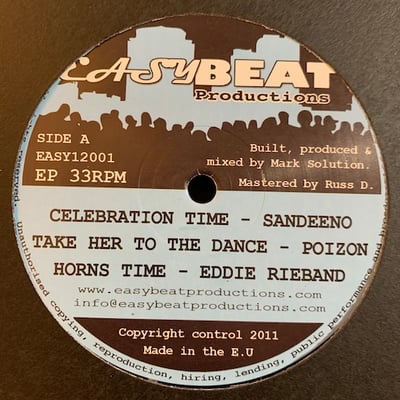 EASYBEAT
Productions
SIDE A
EASY12001
EP 33RPM
Built, produced &
mixed by Mark Solution.
Mastered by Russ D.
CELEBRATION TIME - SANDEENO
TAKE HER TO THE DANCE - POIZON
HORNS TIME - EDDIE RIEBAND
www.easybeatproductions.com
info@easybeatproductions.com
Copyright control 2011
Made in the E.U
reserved. Unauthorised copying, reproduction, hiring, lending, public performance and